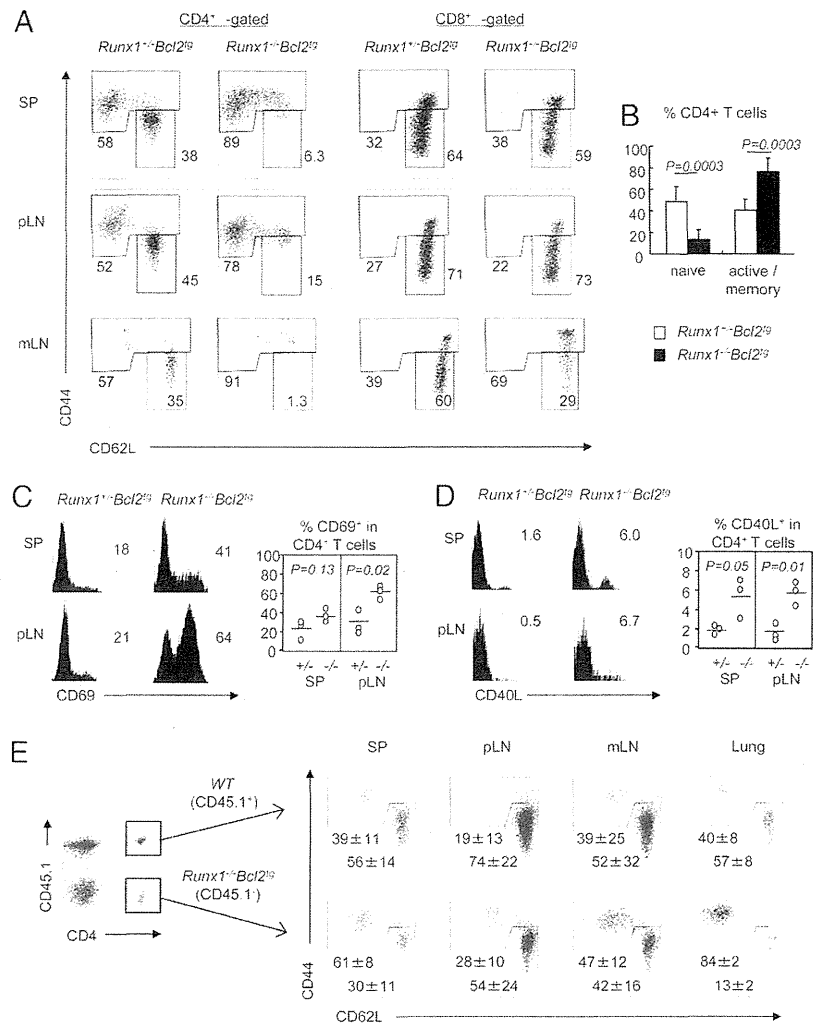 A
CD4⁺ -gated
CD8⁺ -gated
Runx1⁺/⁻Bcl2ᵗᵍ
Runx1⁻/⁻Bcl2ᵗᵍ
Runx1⁺/⁻Bcl2ᵗᵍ
Runx1⁻/⁻Bcl2ᵗᵍ
SP
58
38
89
6.3
32
64
38
59
pLN
52
45
78
15
27
71
22
73
mLN
57
35
91
1.3
39
60
69
29
CD44
CD62L
B
% CD4+ T cells
100
80
60
40
20
0
P=0.0003
P=0.0003
naive
active /
memory
Runx1⁺/⁻Bcl2ᵗᵍ
Runx1⁻/⁻Bcl2ᵗᵍ
C
Runx1⁺/⁻Bcl2ᵗᵍ
Runx1⁻/⁻Bcl2ᵗᵍ
SP
18
41
pLN
21
64
CD69
% CD69⁺ in
CD4⁺ T cells
100
80
60
40
20
0
P=0.13
P=0.02
+/- -/- +/- -/-
SP pLN
D
Runx1⁺/⁻Bcl2ᵗᵍ
Runx1⁻/⁻Bcl2ᵗᵍ
SP
1.6
6.0
pLN
0.5
6.7
CD40L
% CD40L⁺ in
CD4⁺ T cells
10
8
6
4
2
0
P=0.05
P=0.01
+/- -/- +/- -/-
SP pLN
E
CD45.1
CD4
WT
(CD45.1⁺)
Runx1⁻/⁻Bcl2ᵗᵍ
(CD45.1⁻)
SP pLN mLN Lung
39±11
56±14
19±13
74±22
39±25
52±32
40±8
57±8
61±8
30±11
28±10
54±24
47±12
42±16
84±2
13±2
CD44
CD62L